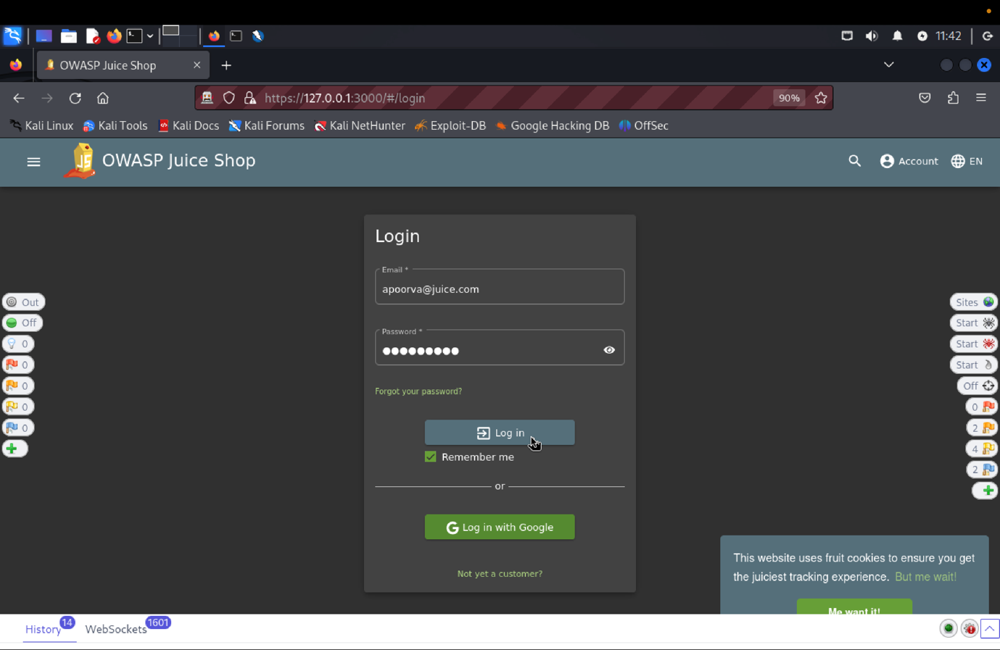 11:42
OWASP Juice Shop
https://127.0.0.1:3000/#/login
90%
Kali Linux
Kali Tools
Kali Docs
Kali Forums
Kali NetHunter
Exploit-DB
Google Hacking DB
OffSec
JS
OWASP Juice Shop
Account
EN
Login
Email *
apoorva@juice.com
Password *
Forgot your password?
Log in
Remember me
or
Log in with Google
Not yet a customer?
Out
Off
0
0
0
0
0
Sites
Start
Start
Start
Off
0
2
4
2
This website uses fruit cookies to ensure you get
the juiciest tracking experience. But me wait!
Me want it!
History 14
WebSockets 1601